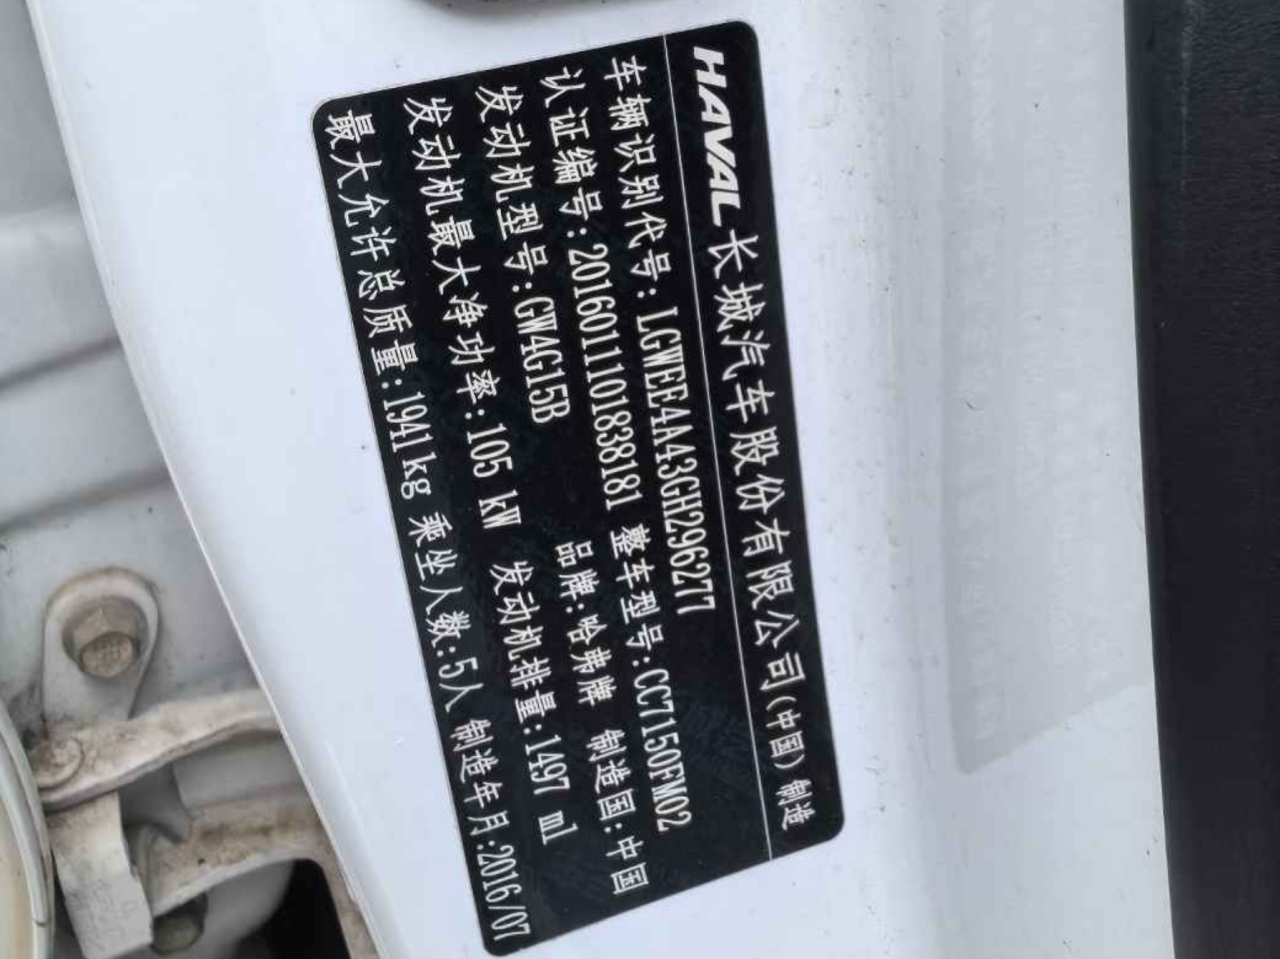 HAVAL 长城汽车股份有限公司(中国)制造
车辆识别代号:LGWEE4A43GH296277
认证编号:2016011101838181 整车型号:CC7150FM02
发动机型号:GW4G15B 品牌:哈弗牌 制造国:中国
发动机最大净功率:105 kW 发动机排量:1497 ml
最大允许总质量:1941kg 乘坐人数:5人 制造年月:2016/07